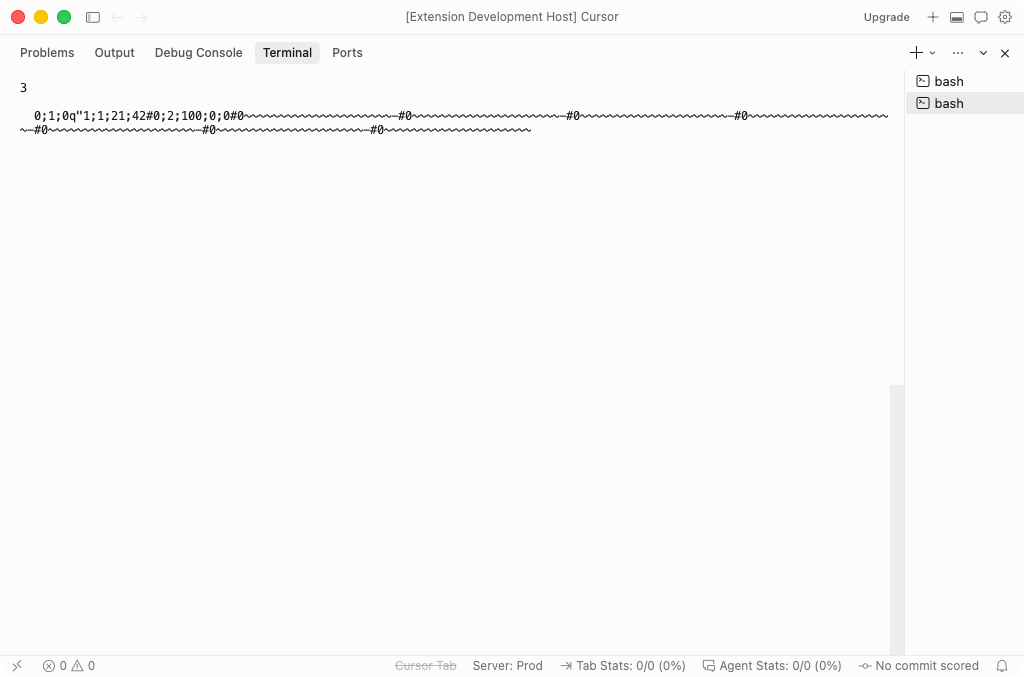 [Extension Development Host] Cursor
Upgrade
Problems Output Debug Console Terminal Ports
3
0;1;0q"1;1;21;42#0;2;100;0;0#0~~~~~~~~~~~~~~~~~~~~~-#0~~~~~~~~~~~~~~~~~~~~~-#0~~~~~~~~~~~~~~~~~~~~~-#0~~~~~~~~~~~~~~~~~~~~
~-#0~~~~~~~~~~~~~~~~~~~~~-#0~~~~~~~~~~~~~~~~~~~~~-#0~~~~~~~~~~~~~~~~~~~~~
bash
bash
0 0 Cursor Tab Server: Prod Tab Stats: 0/0 (0%) Agent Stats: 0/0 (0%) No commit scored